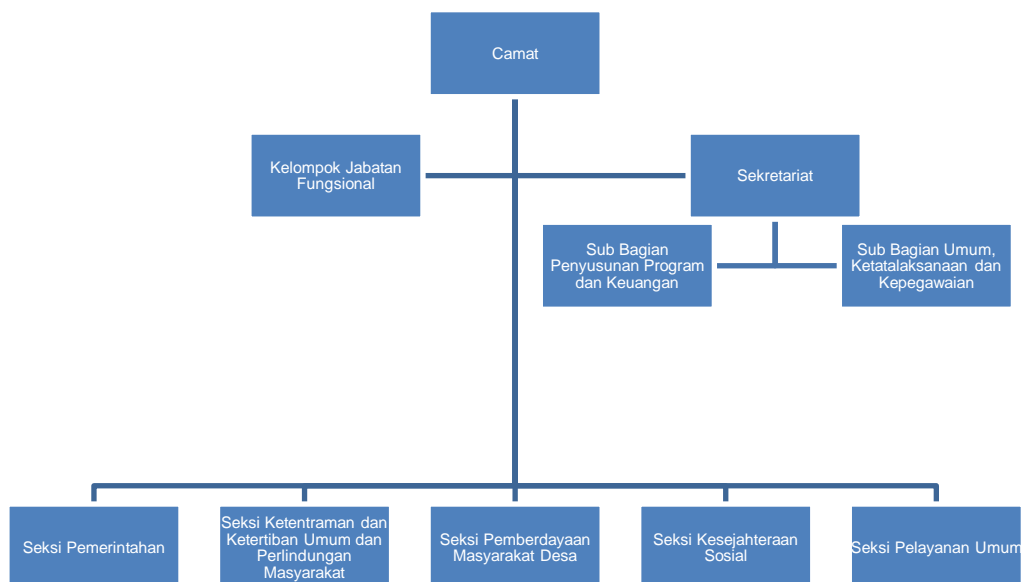 Camat
Kelompok Jabatan
Fungsional
Sekretariat
Sub Bagian
Penyusunan Program
dan Keuangan
Sub Bagian Umum,
Ketatalaksanaan dan
Kepegawaian
Seksi Pemerintahan
Seksi Ketentraman dan
Ketertiban Umum dan
Perlindungan
Masyarakat
Seksi Pemberdayaan
Masyarakat Desa
Seksi Kesejahteraan
Sosial
Seksi Pelayanan Umum